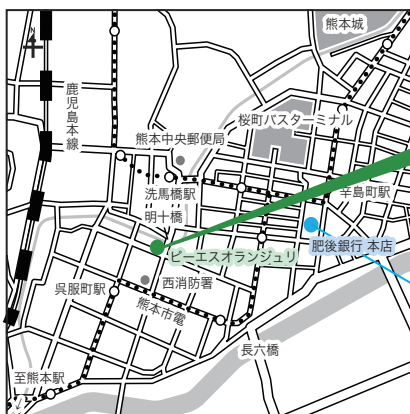 熊本城
N
鹿児島本線
桜町バスターミナル
熊本中央郵便局
洗馬橋駅
辛島町駅
明十橋
肥後銀行 本店
ピーエスオランジュリ
西消防署
呉服町駅
熊本市電
長六橋
至熊本駅